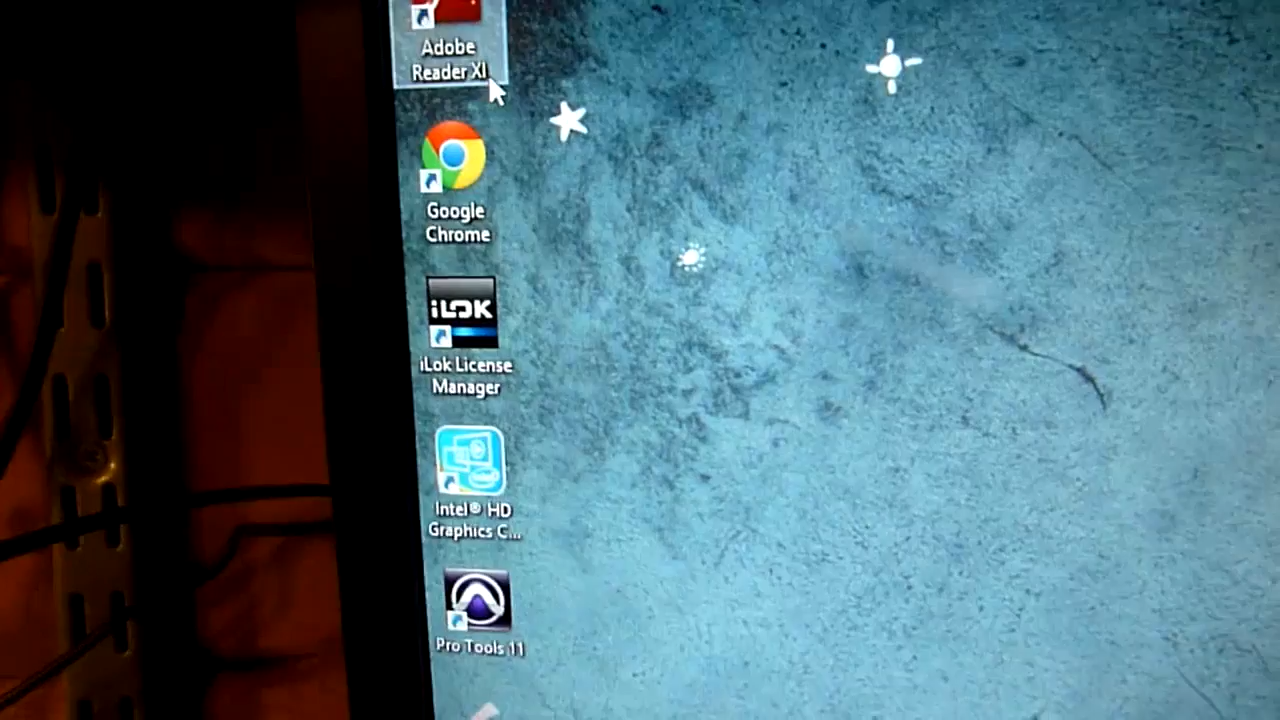 Adobe
Reader XI
Google
Chrome
iLOK
iLok License
Manager
Intel® HD
Graphics C...
Pro Tools 11